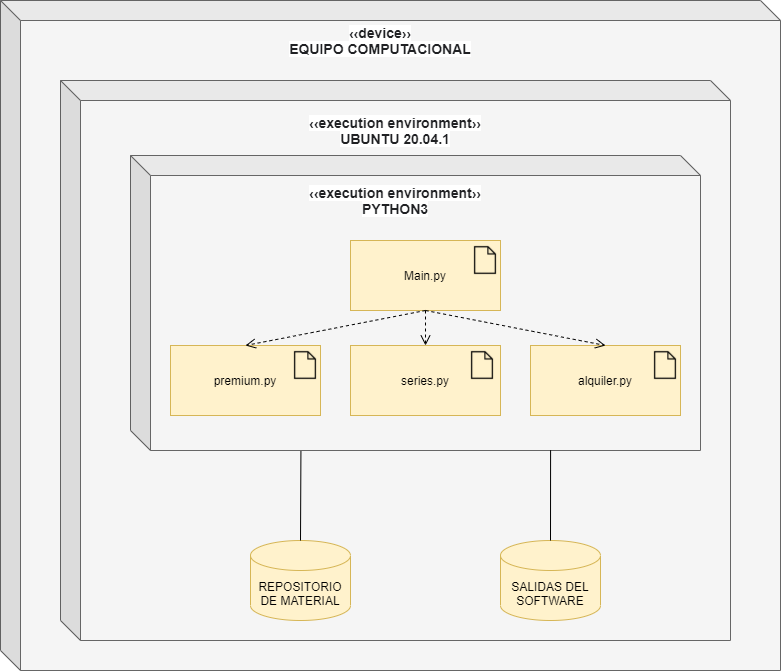 ‹‹device››
EQUIPO COMPUTACIONAL
‹‹execution environment››
UBUNTU 20.04.1
‹‹execution environment››
PYTHON3
Main.py
premium.py
series.py
alquiler.py
REPOSITORIO
DE MATERIAL
SALIDAS DEL
SOFTWARE